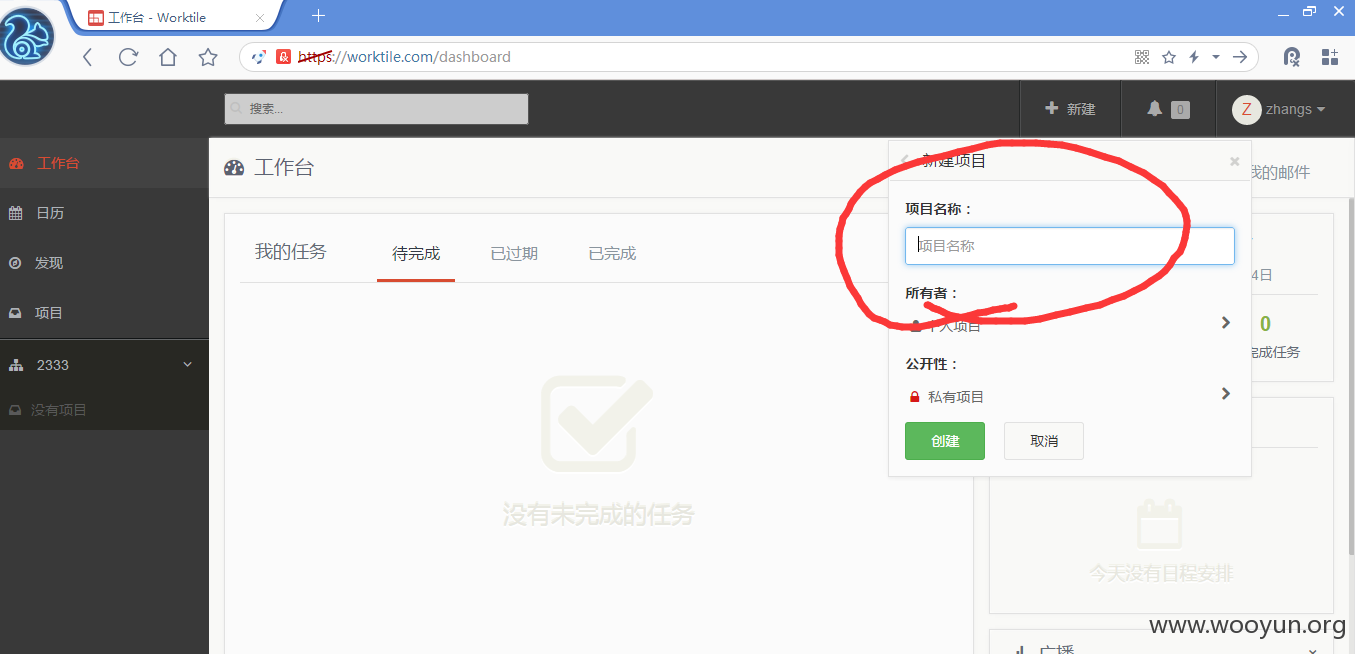 工作台 - Worktile
https://worktile.com/dashboard
搜索...
新建
0
Z
zhangs
工作台
日历
发现
项目
2333
没有项目
工作台
我的邮件
我的任务
待完成
已过期
已完成
没有未完成的任务
新建项目
项目名称：
项目名称
所有者：
个人项目
公开性：
私有项目
创建
取消
4日
0
完成任务
今天没有日程安排
广播
www.wooyun.org